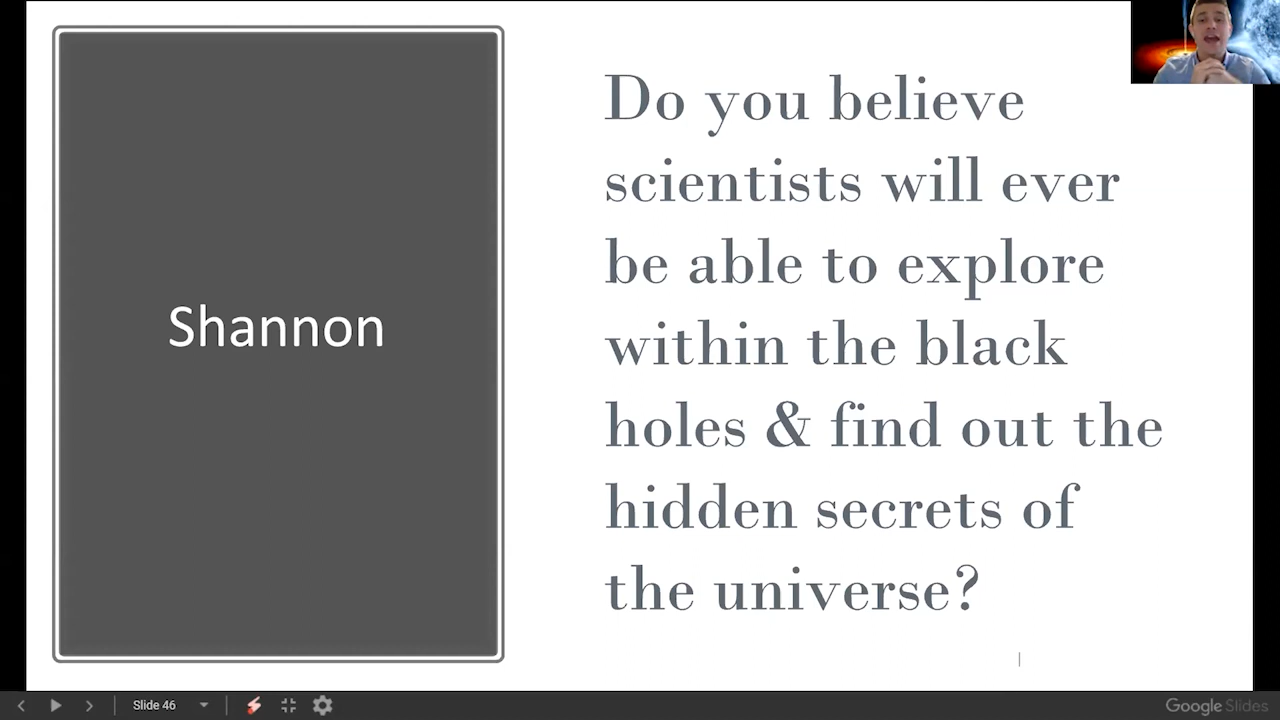 Shannon
Do you believe
scientists will ever
be able to explore
within the black
holes & find out the
hidden secrets of
the universe?
Slide 46
Google Slides